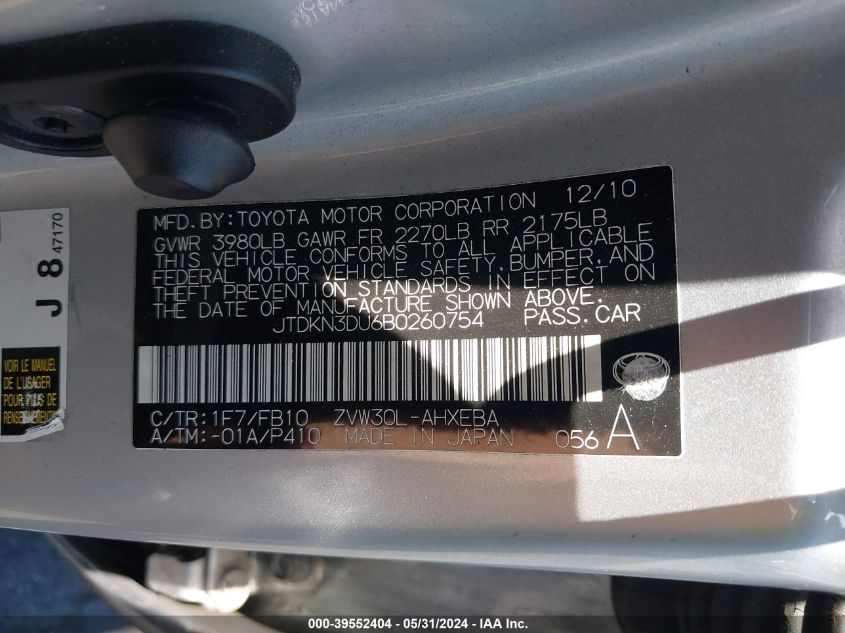 MFD.BY:TOYOTA MOTOR CORPORATION 12/10
GVWR 3980LB GAWR FR 2270LB RR 2175LB
THIS VEHICLE CONFORMS TO ALL APPLICABLE
FEDERAL MOTOR VEHICLE SAFETY, BUMPER, AND
THEFT PREVENTION STANDARDS IN EFFECT ON
THE DATE OF MANUFACTURE SHOWN ABOVE.
JTDKN3DU6B0260754 PASS.CAR
C/TR:1F7/FB10 ZVW30L-AHXEBA
A/TM:-01A/P410 MADE IN JAPAN 056 A
J 8 47170
VOIR LE MANUEL
DE L'USAGER
POUR PLUS DE
RENSEIGNEMENTS
000-39552404 - 05/31/2024 - IAA Inc.